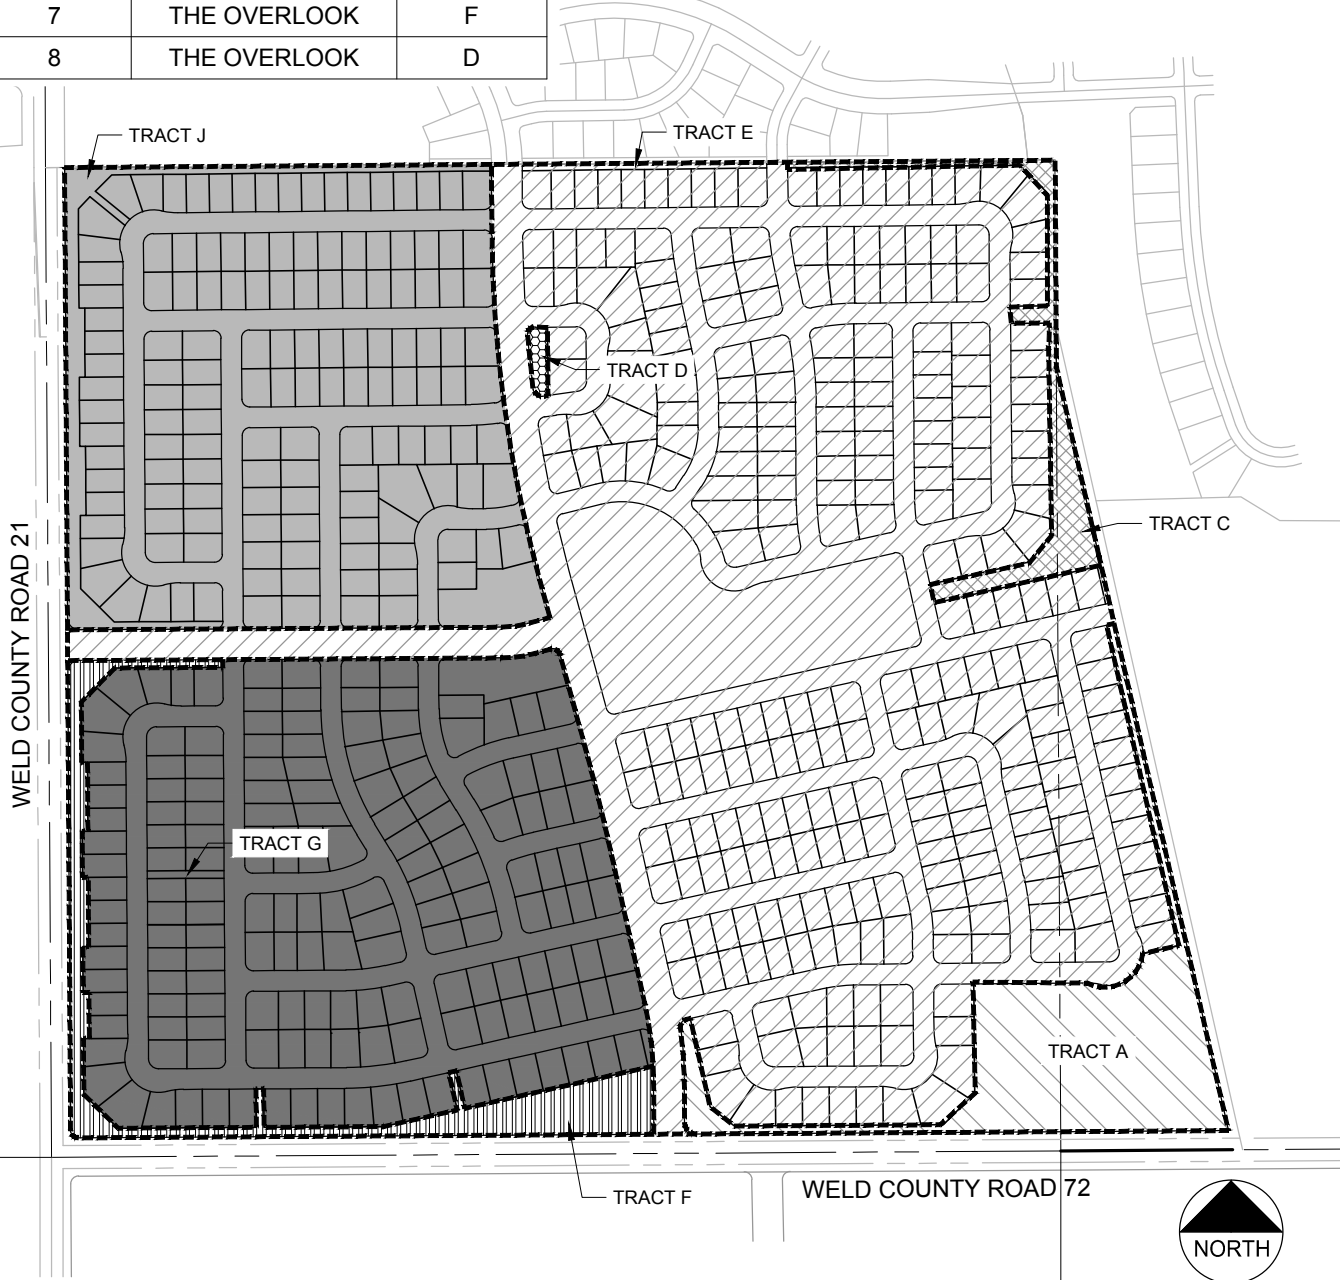 7 THE OVERLOOK F
8 THE OVERLOOK D
TRACT J
TRACT E
TRACT D
TRACT C
WELD COUNTY ROAD 21
TRACT G
TRACT A
TRACT F
WELD COUNTY ROAD 72
NORTH